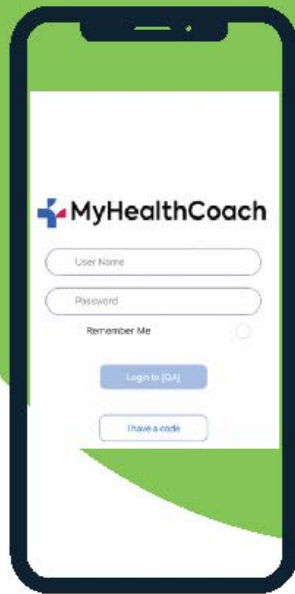 MyHealthCoach
User Name
Password
Remember Me
Login to [QA]
I have a code